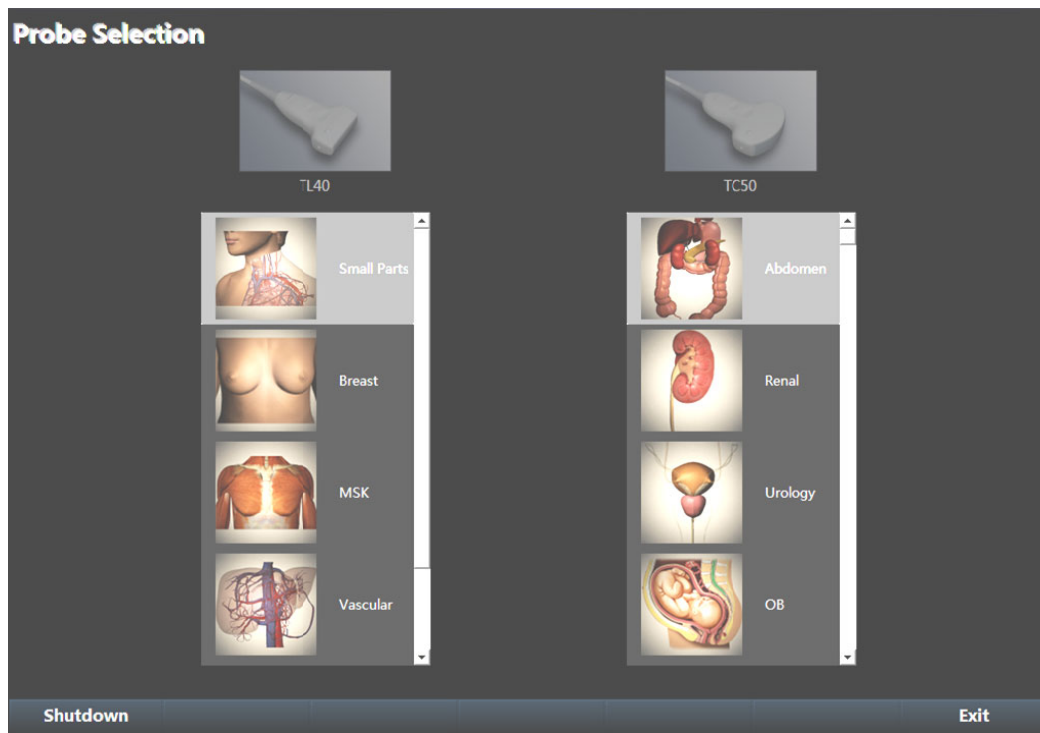 Probe Selection
TL40
TC50
Small Parts
Breast
MSK
Vascular
Abdomen
Renal
Urology
OB
Shutdown
Exit